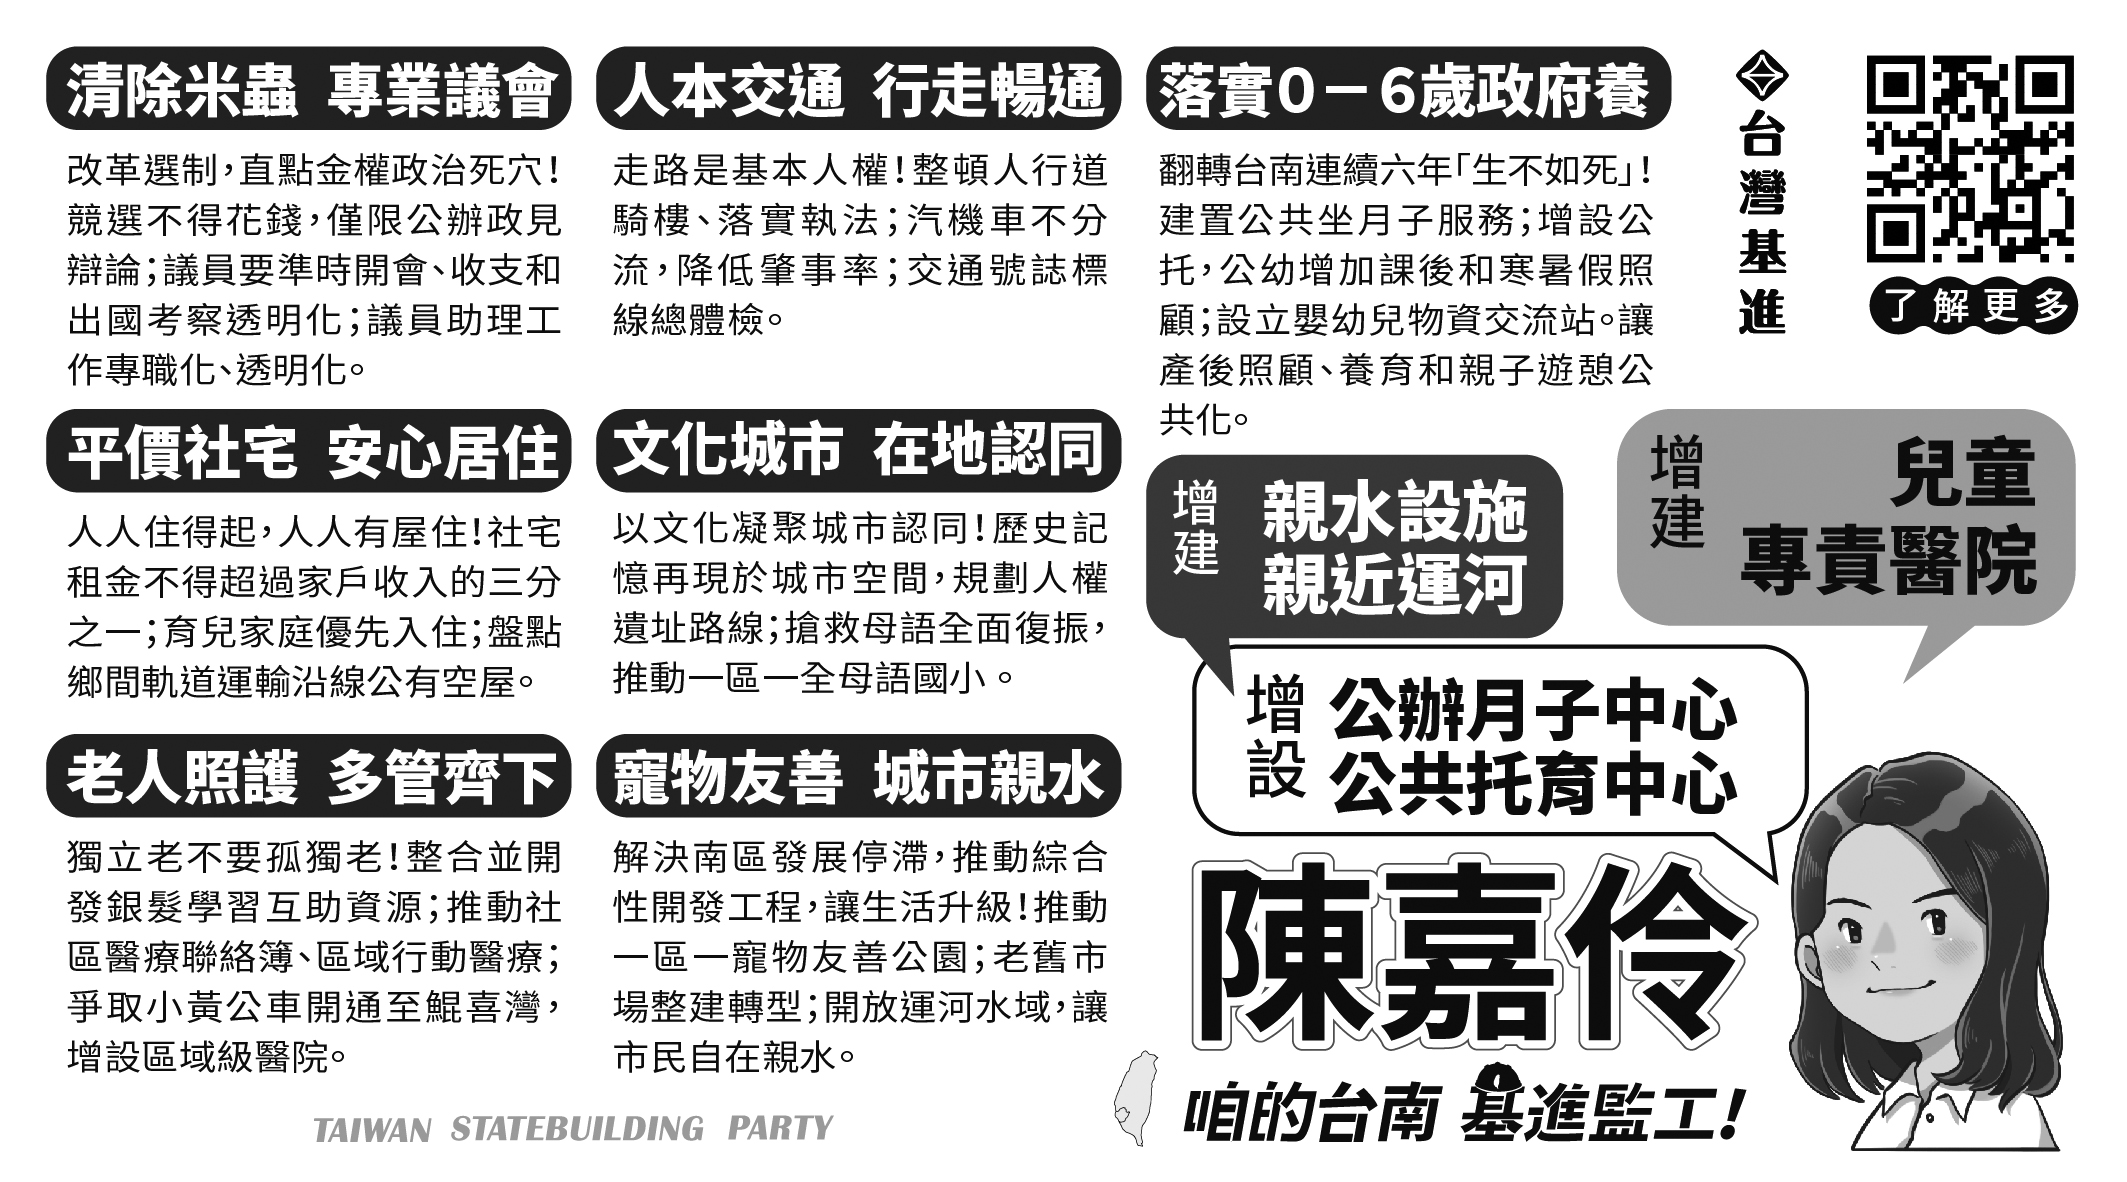 清除米蟲 專業議會
改革選制，直點金權政治死穴！
競選不得花錢，僅限公辦政見
辯論；議員要準時開會、收支和
出國考察透明化；議員助理工
作專職化、透明化。
平價社宅 安心居住
人人住得起，人人有屋住！社宅
租金不得超過家戶收入的三分
之一；育兒家庭優先入住；盤點
鄉間軌道運輸沿線公有空屋。
老人照護 多管齊下
獨立老不要孤獨老！整合並開
發銀髮學習互助資源；推動社
區醫療聯絡簿、區域行動醫療；
爭取小黃公車開通至鯤喜灣，
增設區域級醫院。
人本交通 行走暢通
走路是基本人權！整頓人行道
騎樓、落實執法；汽機車不分
流，降低肇事率；交通號誌標
線總體檢。
文化城市 在地認同
以文化凝聚城市認同！歷史記
憶再現於城市空間，規劃人權
遺址路線；搶救母語全面復振，
推動一區一全母語國小。
寵物友善 城市親水
解決南區發展停滯，推動綜合
性開發工程，讓生活升級！推動
一區一寵物友善公園；老舊市
場整建轉型；開放運河水域，讓
市民自在親水。
TAIWAN STATEBUILDING PARTY
落實0－6歲政府養
翻轉台南連續六年「生不如死」！
建置公共坐月子服務；增設公
托，公幼增加課後和寒暑假照
顧；設立嬰幼兒物資交流站。讓
產後照顧、養育和親子遊憩公
共化。
台灣基進
了解更多
增建
親水設施
親近運河
增建
兒童
專責醫院
增設
公辦月子中心
公共托育中心
陳嘉伶
咱的台南 基進監工！